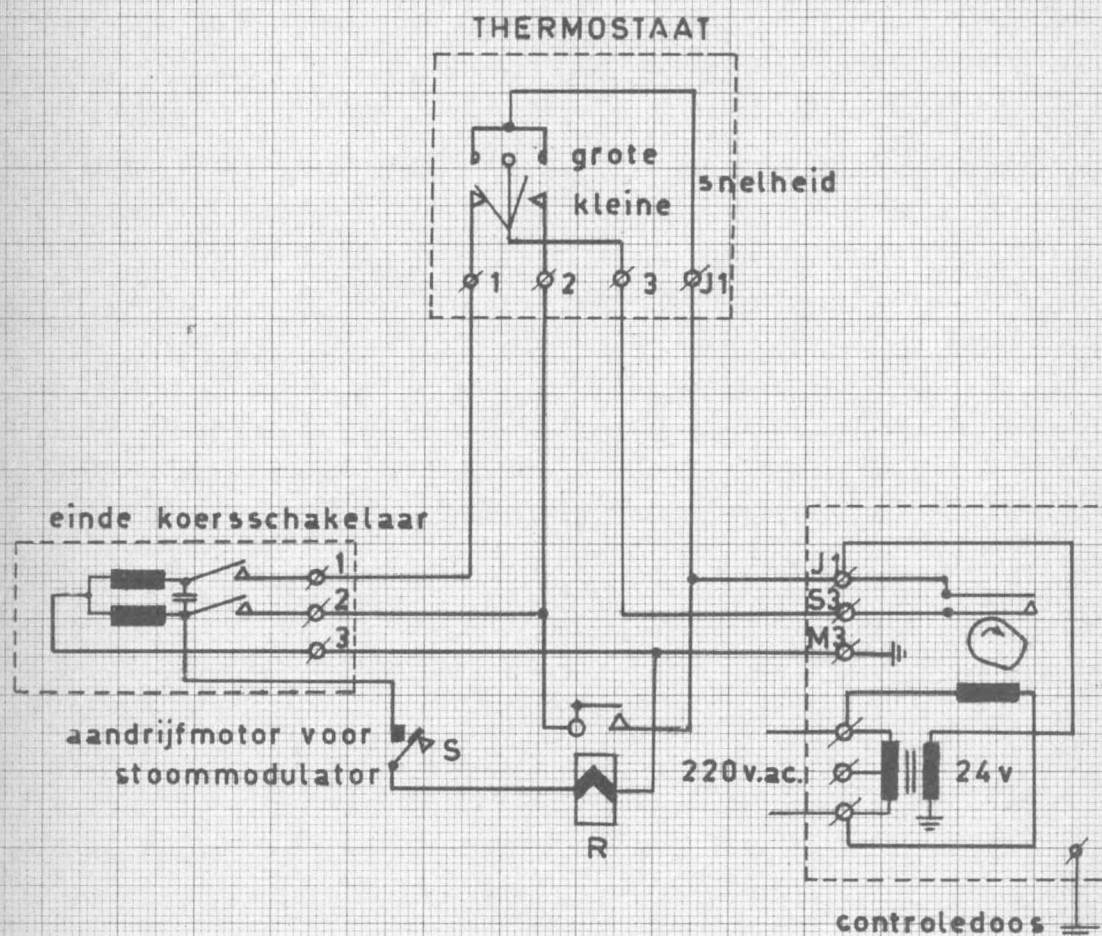 THERMOSTAAT
grote
snelheid
kleine
1 2 3 J1
einde koersschakelaar
1
2
3
J1
S3
M3
aandrijfmotor voor
stoommodulator
S
R
220v.ac.
24v
controledoos